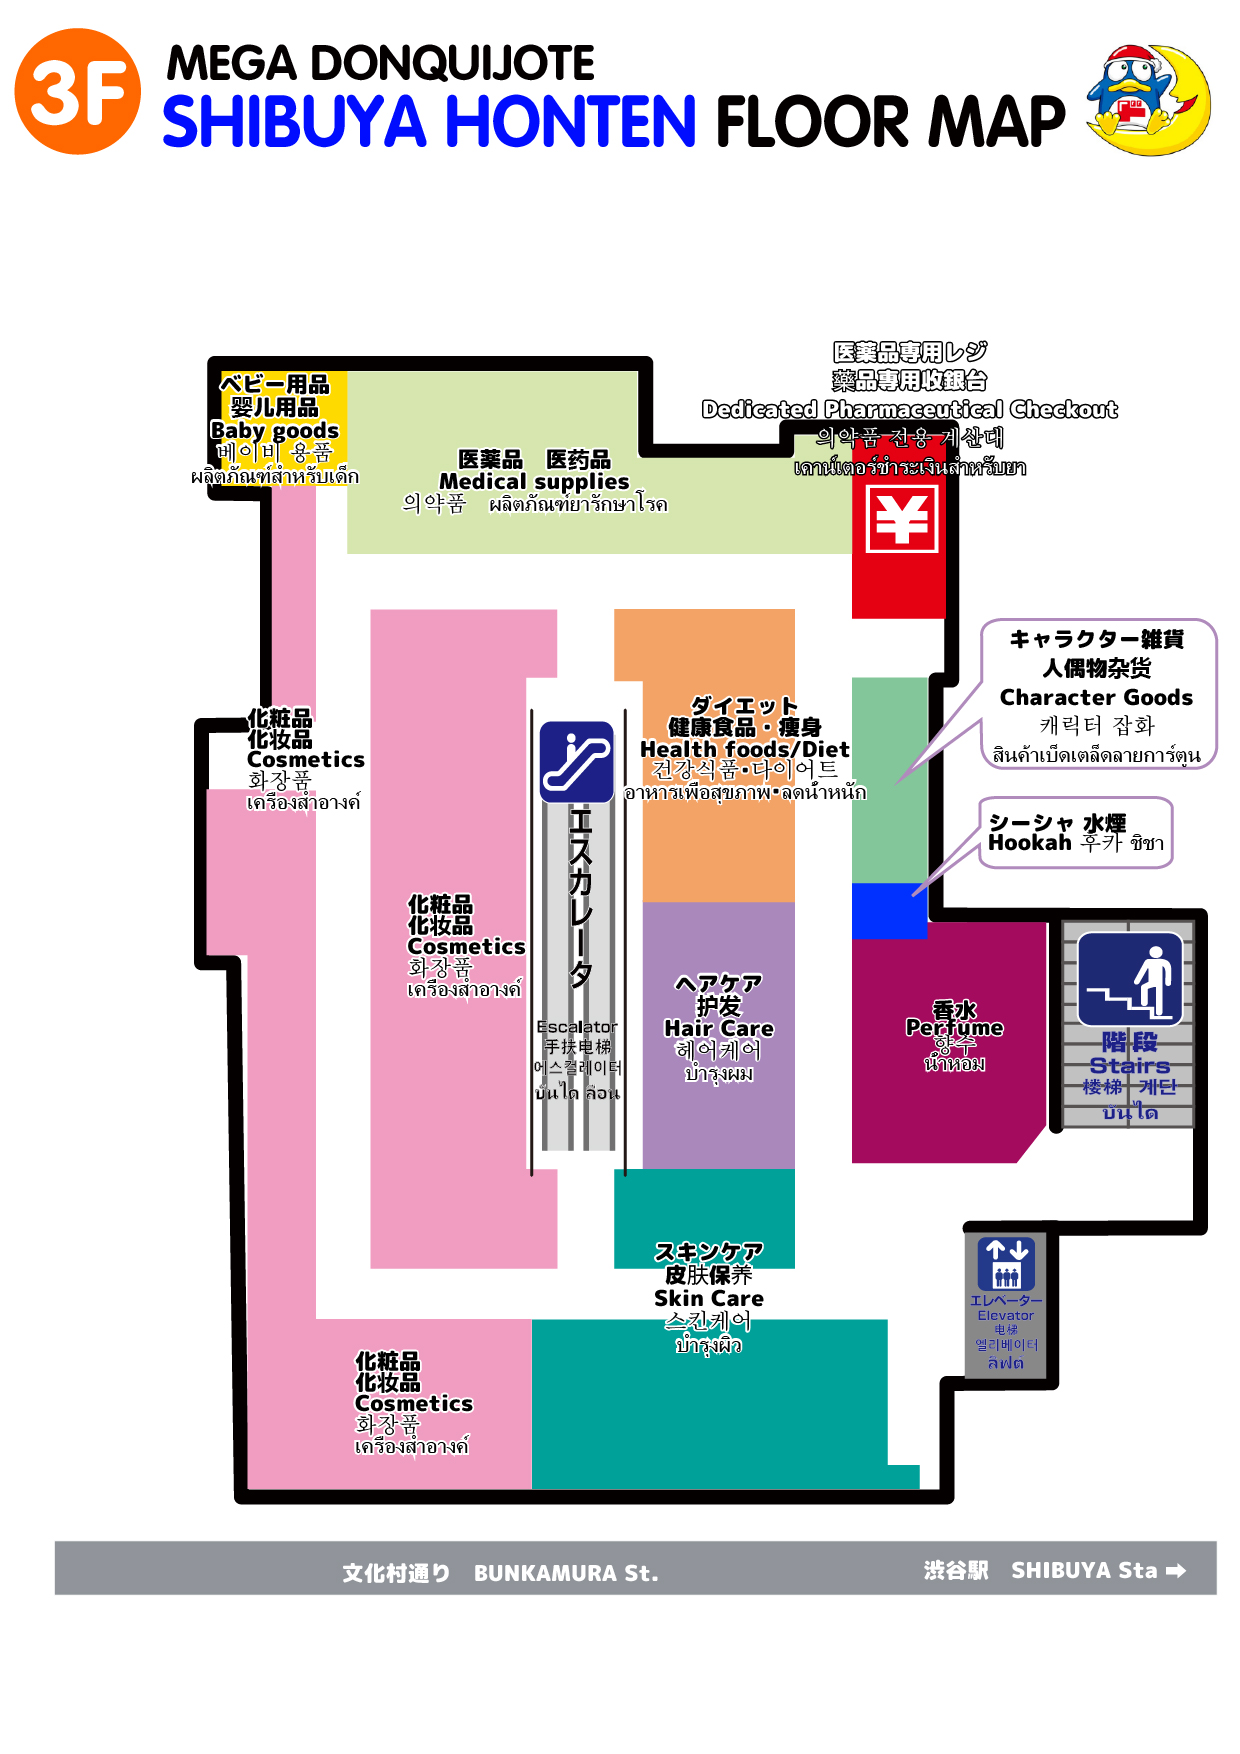 3F
MEGA DONQUIJOTE
SHIBUYA HONTEN FLOOR MAP
医薬品専用レジ
藥品專用收銀台
Dedicated Pharmaceutical Checkout
의약품 전용 계산대
เคาน์เตอร์ชำระเงินสำหรับยา
¥
ベビー用品
婴儿用品
Baby goods
베이비 용품
ผลิตภัณฑ์สำหรับเด็ก
医薬品 医药品
Medical supplies
의약품 ผลิตภัณฑ์ยารักษาโรค
キャラクター雑貨
人偶物杂货
Character Goods
캐릭터 잡화
สินค้าเบ็ดเตล็ดลายการ์ตูน
化粧品
化妆品
Cosmetics
화장품
เครื่องสำอางค์
ダイエット
健康食品・痩身
Health foods/Diet
건강식품•다이어트
อาหารเพื่อสุขภาพ•ลดน้ำหนัก
シーシャ 水煙
Hookah 후카 ชิชา
エスカレータ
Escalator
手扶电梯
에스컬레이터
บันได เลื่อน
化粧品
化妆品
Cosmetics
화장품
เครื่องสำอางค์
ヘアケア
护发
Hair Care
헤어케어
บำรุงผม
香水
Perfume
향수
น้ำหอม
階段
Stairs
楼梯 계단
บันได
スキンケア
皮肤保养
Skin Care
스킨케어
บำรุงผิว
エレベーター
Elevator
电梯
엘리베이터
ลิฟต์
化粧品
化妆品
Cosmetics
화장품
เครื่องสำอางค์
文化村通り BUNKAMURA St.
渋谷駅 SHIBUYA Sta ➡